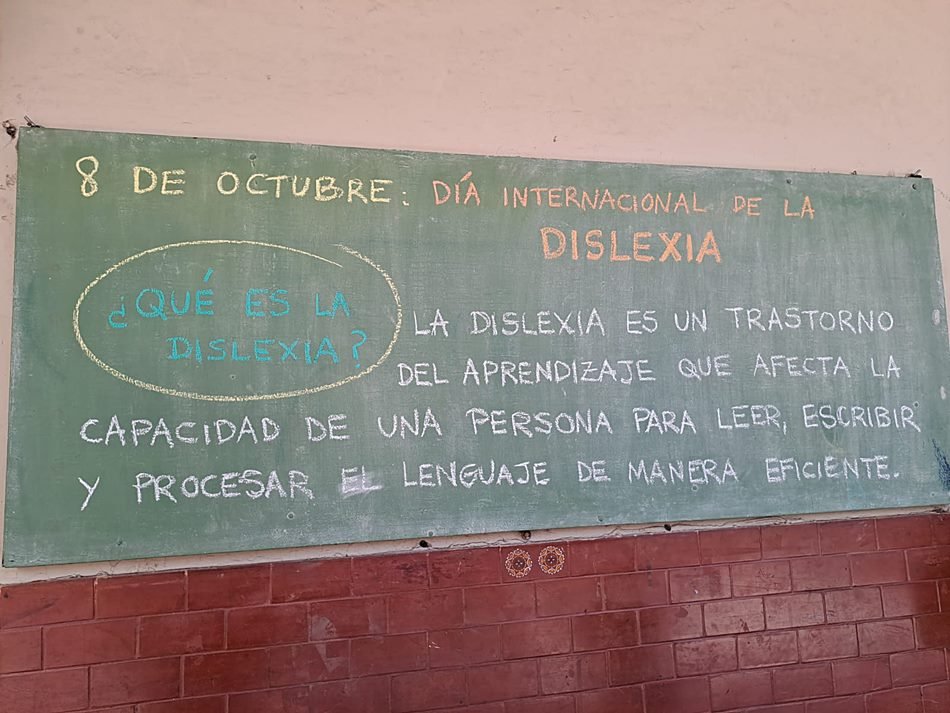 8 DE OCTUBRE: DÍA INTERNACIONAL DE LA
DISLEXIA
¿QUÉ ES LA
DISLEXIA?
LA DISLEXIA ES UN TRASTORNO
DEL APRENDIZAJE QUE AFECTA LA
CAPACIDAD DE UNA PERSONA PARA LEER, ESCRIBIR
Y PROCESAR EL LENGUAJE DE MANERA EFICIENTE.